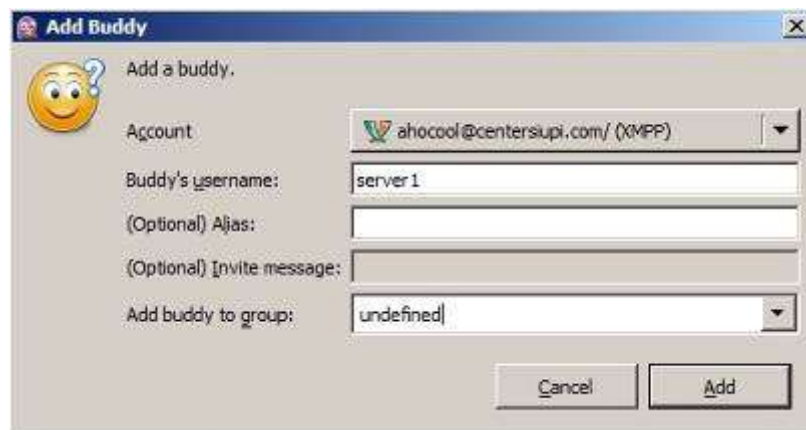 Add Buddy
Add a buddy.
Account ahocool@centersiupi.com/ (XMPP)
Buddy's username: server1
(Optional) Alias:
(Optional) Invite message:
Add buddy to group: undefined
Cancel Add